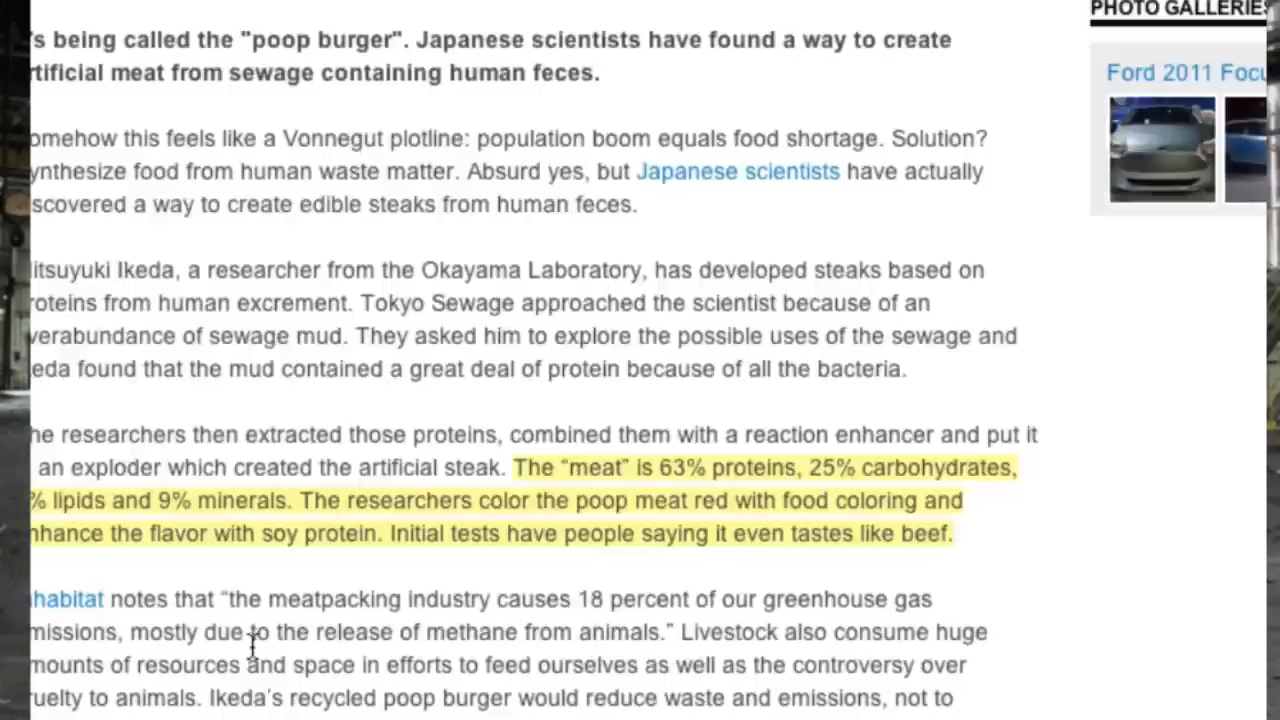 's being called the "poop burger". Japanese scientists have found a way to create
rtificial meat from sewage containing human feces.
omehow this feels like a Vonnegut plotline: population boom equals food shortage. Solution?
ynthesize food from human waste matter. Absurd yes, but Japanese scientists have actually
scovered a way to create edible steaks from human feces.
itsuyuki Ikeda, a researcher from the Okayama Laboratory, has developed steaks based on
roteins from human excrement. Tokyo Sewage approached the scientist because of an
verabundance of sewage mud. They asked him to explore the possible uses of the sewage and
eda found that the mud contained a great deal of protein because of all the bacteria.
he researchers then extracted those proteins, combined them with a reaction enhancer and put it
an exploder which created the artificial steak. The “meat” is 63% proteins, 25% carbohydrates,
% lipids and 9% minerals. The researchers color the poop meat red with food coloring and
nhance the flavor with soy protein. Initial tests have people saying it even tastes like beef.
habitat notes that “the meatpacking industry causes 18 percent of our greenhouse gas
missions, mostly due to the release of methane from animals.” Livestock also consume huge
mounts of resources and space in efforts to feed ourselves as well as the controversy over
ruelty to animals. Ikeda’s recycled poop burger would reduce waste and emissions, not to
PHOTO GALLERIES
Ford 2011 Focu